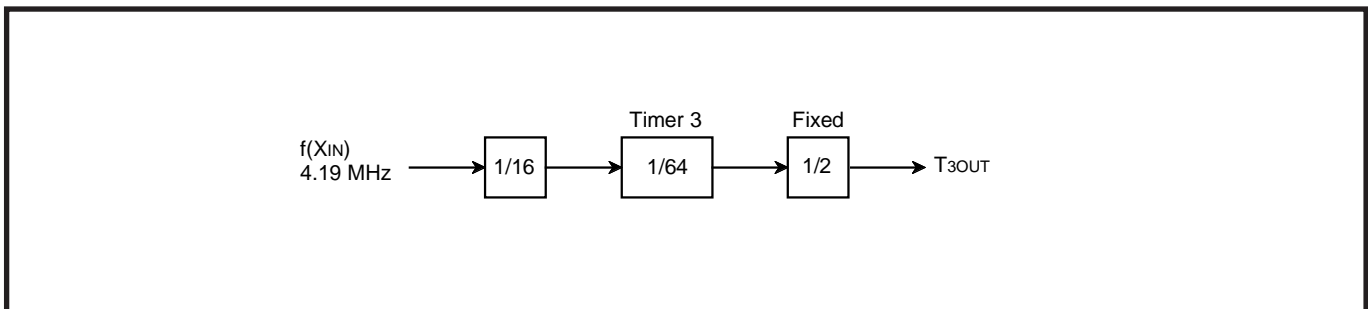 Timer 3
Fixed
f(XIN)
4.19 MHz
1/16
1/64
1/2
T3OUT